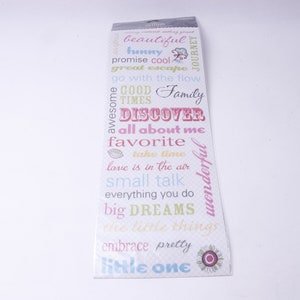 beautiful
funny
promise cool
JOURNEY
great escape
go with the flow
awesome
GOOD
TIMES
Family
DISCOVER
all about me
favorite
take time
wonderful
love is in the air
small talk
everything you do
big DREAMS
the little things
embrace pretty
little one